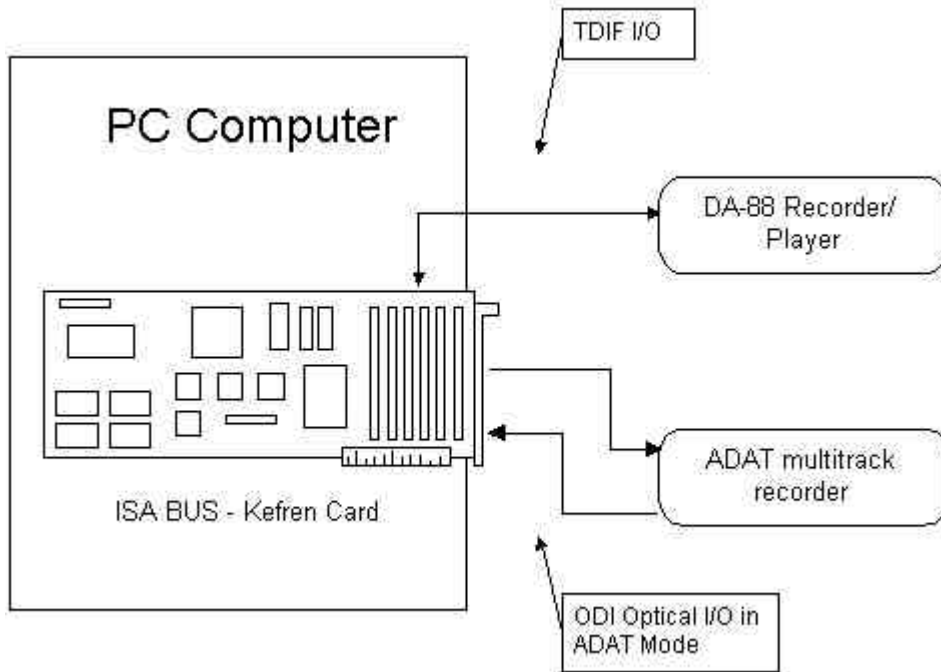 TDIF I/O
PC Computer
DA-88 Recorder/
Player
ADAT multitrack
recorder
ISA BUS - Kefren Card
ODI Optical I/O in
ADAT Mode